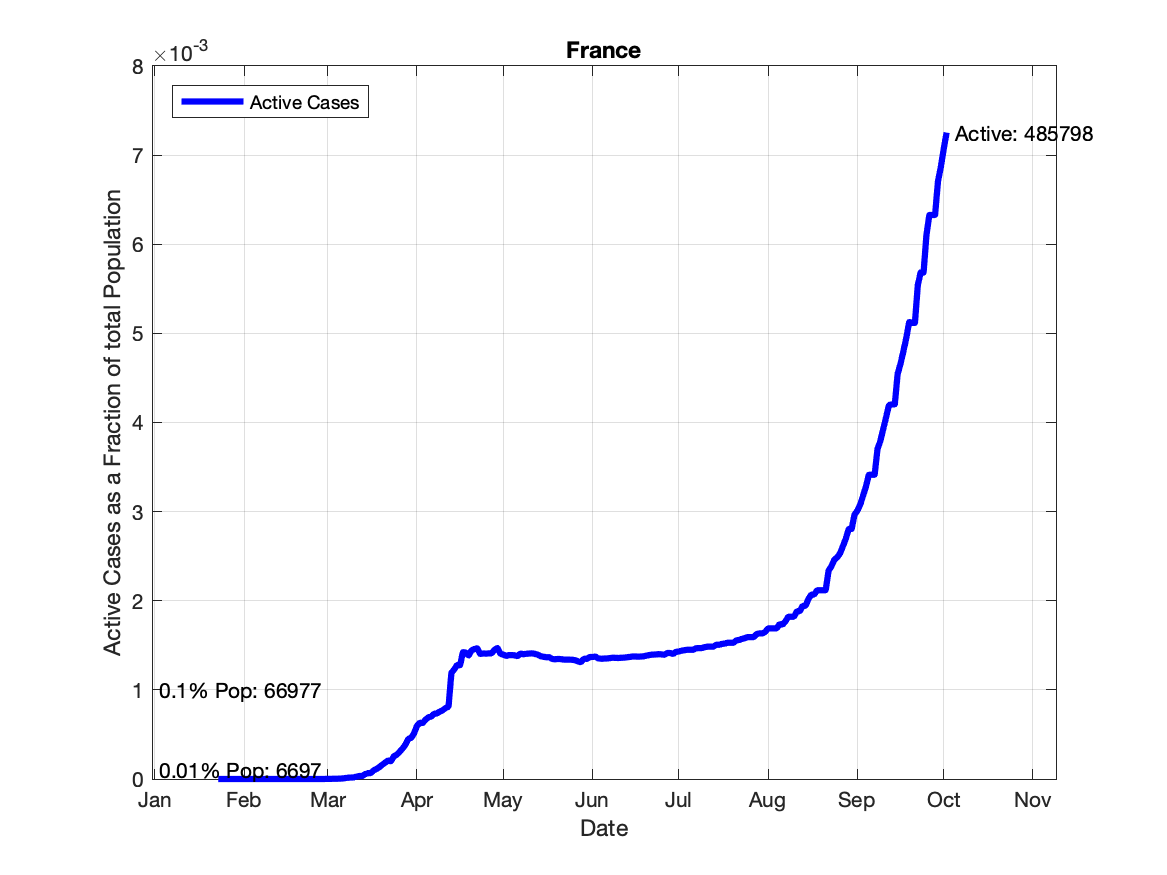 France
×10-3
8
Active Cases
7
Active: 485798
6
5
4
3
2
1
0.1% Pop: 66977
0
0.01% Pop: 6697
Jan Feb Mar Apr May Jun Jul Aug Sep Oct Nov
Date
Active Cases as a Fraction of total Population